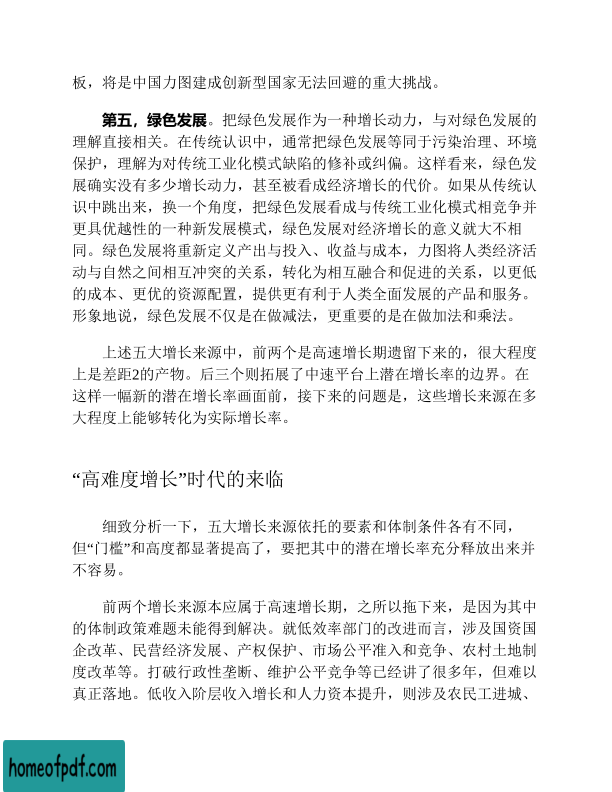 板，将是中国力图建成创新型国家无法回避的重大挑战。
第五，绿色发展。把绿色发展作为一种增长动力，与对绿色发展的
理解直接相关。在传统认识中，通常把绿色发展等同于污染治理、环境
保护，理解为对传统工业化模式缺陷的修补或纠偏。这样看来，绿色发
展确实没有多少增长动力，甚至被看成经济增长的代价。如果从传统认
识中跳出来，换一个角度，把绿色发展看成与传统工业化模式相竞争并
更具优越性的一种新发展模式，绿色发展对经济增长的意义就大不相
同。绿色发展将重新定义产出与投入、收益与成本，力图将人类经济活
动与自然之间相互冲突的关系，转化为相互融合和促进的关系，以更低
的成本、更优的资源配置，提供更有利于人类全面发展的产品和服务。
形象地说，绿色发展不仅是在做减法，更重要的是在做加法和乘法。
上述五大增长来源中，前两个是高速增长期遗留下来的，很大程度
上是差距2的产物。后三个则拓展了中速平台上潜在增长率的边界。在
这样一幅新的潜在增长率画面前，接下来的问题是，这些增长来源在多
大程度上能够转化为实际增长率。
“高难度增长”时代的来临
细致分析一下，五大增长来源依托的要素和体制条件各有不同，
但“门槛”和高度都显著提高了，要把其中的潜在增长率充分释放出来并
不容易。
前两个增长来源本应属于高速增长期，之所以拖下来，是因为其中
的体制政策难题未能得到解决。就低效率部门的改进而言，涉及国资国
企改革、民营经济发展、产权保护、市场公平准入和竞争、农村土地制
度改革等。打破行政性垄断、维护公平竞争等已经讲了很多年，但难以
真正落地。低收入阶层收入增长和人力资本提升，则涉及农民工进城、
homeofpdf.com